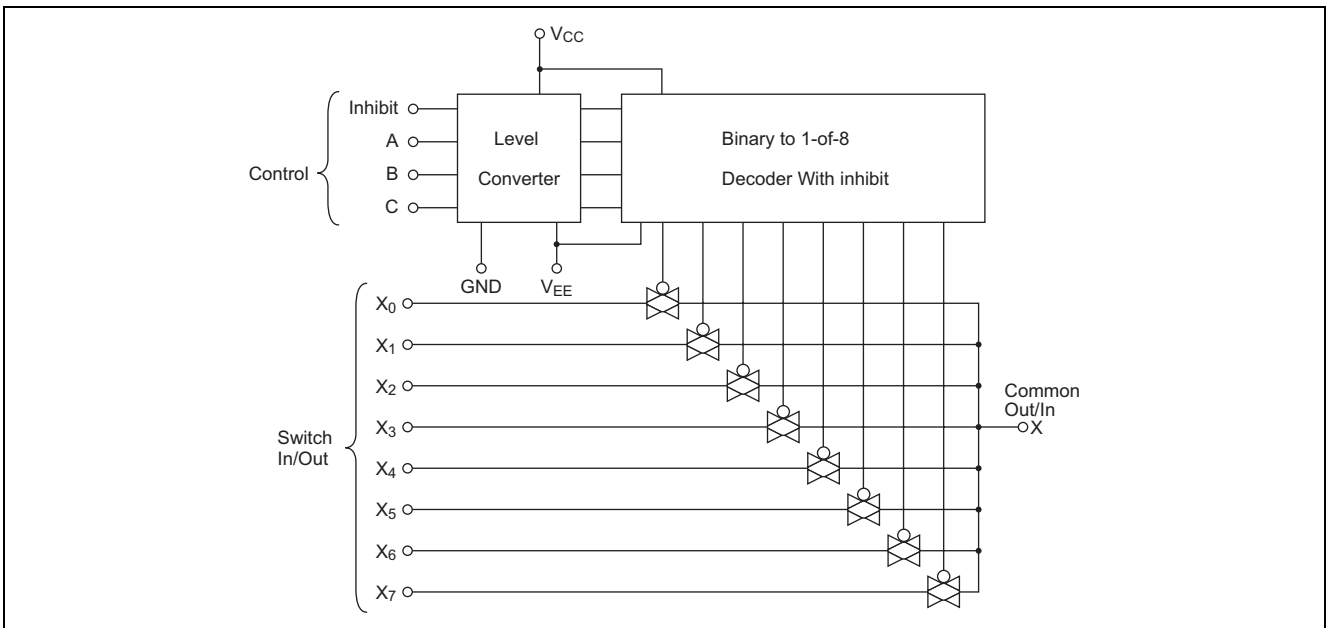 VCC
Inhibit
A
B
C
Control
Level
Converter
Binary to 1-of-8
Decoder With inhibit
GND
VEE
X0
X1
X2
X3
X4
X5
X6
X7
Switch
In/Out
Common
Out/In
X